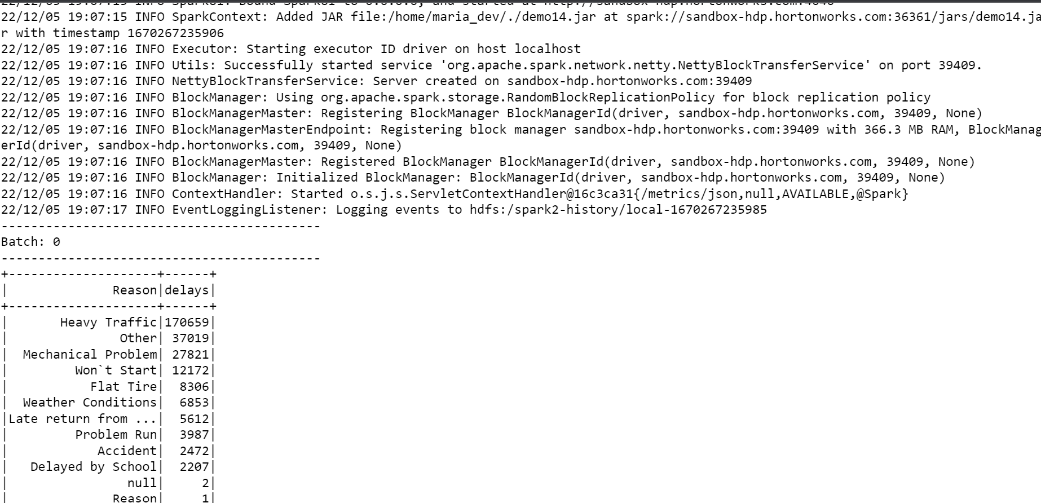 22/12/05 19:07:15 INFO SparkContext: Added JAR file:/home/maria_dev/./demo14.jar at spark://sandbox-hdp.hortonworks.com:36361/jars/demo14.ja
r with timestamp 1670267235906
22/12/05 19:07:16 INFO Executor: Starting executor ID driver on host localhost
22/12/05 19:07:16 INFO Utils: Successfully started service 'org.apache.spark.network.netty.NettyBlockTransferService' on port 39409.
22/12/05 19:07:16 INFO NettyBlockTransferService: Server created on sandbox-hdp.hortonworks.com:39409
22/12/05 19:07:16 INFO BlockManager: Using org.apache.spark.storage.RandomBlockReplicationPolicy for block replication policy
22/12/05 19:07:16 INFO BlockManagerMaster: Registering BlockManager BlockManagerId(driver, sandbox-hdp.hortonworks.com, 39409, None)
22/12/05 19:07:16 INFO BlockManagerMasterEndpoint: Registering block manager sandbox-hdp.hortonworks.com:39409 with 366.3 MB RAM, BlockManag
erId(driver, sandbox-hdp.hortonworks.com, 39409, None)
22/12/05 19:07:16 INFO BlockManagerMaster: Registered BlockManager BlockManagerId(driver, sandbox-hdp.hortonworks.com, 39409, None)
22/12/05 19:07:16 INFO BlockManager: Initialized BlockManager: BlockManagerId(driver, sandbox-hdp.hortonworks.com, 39409, None)
22/12/05 19:07:16 INFO ContextHandler: Started o.s.j.s.ServletContextHandler@16c3ca31{/metrics/json,null,AVAILABLE,@Spark}
22/12/05 19:07:17 INFO EventLoggingListener: Logging events to hdfs:/spark2-history/local-1670267235985
-------------------------------------------
Batch: 0
-------------------------------------------
+--------------------+------+
|              Reason|delays|
+--------------------+------+
|       Heavy Traffic|170659|
|               Other| 37019|
|  Mechanical Problem| 27821|
|         Won`t Start| 12172|
|           Flat Tire|  8306|
|  Weather Conditions|  6853|
|Late return from ...|  5612|
|         Problem Run|  3987|
|            Accident|  2472|
|   Delayed by School|  2207|
|                null|     2|
|              Reason|     1|